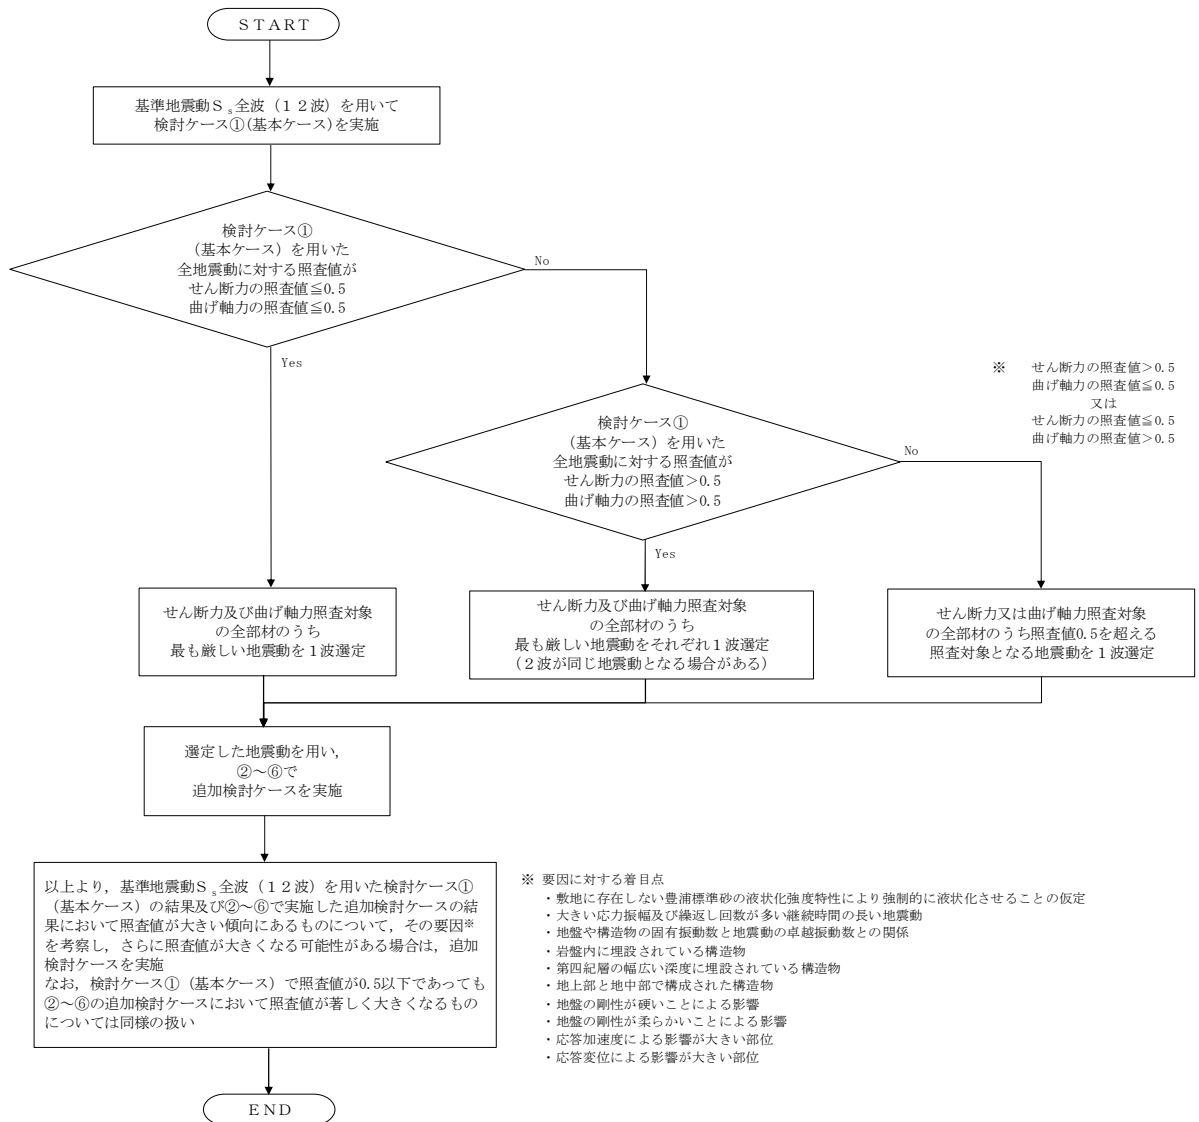 ＳＴＡＲＴ
基準地震動Ｓｓ全波（１２波）を用いて
検討ケース①(基本ケース)を実施
検討ケース①
（基本ケース）を用いた
全地震動に対する照査値が
せん断力の照査値≦0.5
曲げ軸力の照査値≦0.5
No
Yes
※ せん断力の照査値＞0.5
曲げ軸力の照査値≦0.5
又は
せん断力の照査値≦0.5
曲げ軸力の照査値＞0.5
検討ケース①
（基本ケース）を用いた
全地震動に対する照査値が
せん断力の照査値＞0.5
曲げ軸力の照査値＞0.5
No
Yes
せん断力及び曲げ軸力照査対象
の全部材のうち
最も厳しい地震動を１波選定
せん断力及び曲げ軸力照査対象
の全部材のうち
最も厳しい地震動をそれぞれ１波選定
（２波が同じ地震動となる場合がある）
せん断力又は曲げ軸力照査対象
の全部材のうち照査値0.5を超える
照査対象となる地震動を１波選定
選定した地震動を用い，
②～⑥で
追加検討ケースを実施
以上より，基準地震動Ｓｓ全波（１２波）を用いた検討ケース①
（基本ケース）の結果及び②～⑥で実施した追加検討ケースの結
果において照査値が大きい傾向にあるものについて，その要因※
を考察し，さらに照査値が大きくなる可能性がある場合は，追加
検討ケースを実施
なお，検討ケース①（基本ケース）で照査値が0.5以下であっても
②～⑥の追加検討ケースにおいて照査値が著しく大きくなるもの
については同様の扱い
※ 要因に対する着目点
・敷地に存在しない豊浦標準砂の液状化強度特性により強制的に液状化させることの仮定
・大きい応力振幅及び繰返し回数が多い継続時間の長い地震動
・地盤や構造物の固有振動数と地震動の卓越振動数との関係
・岩盤内に埋設されている構造物
・第四紀層の幅広い深度に埋設されている構造物
・地上部と地中部で構成された構造物
・地盤の剛性が硬いことによる影響
・地盤の剛性が柔らかいことによる影響
・応答加速度による影響が大きい部位
・応答変位による影響が大きい部位
ＥＮＤ